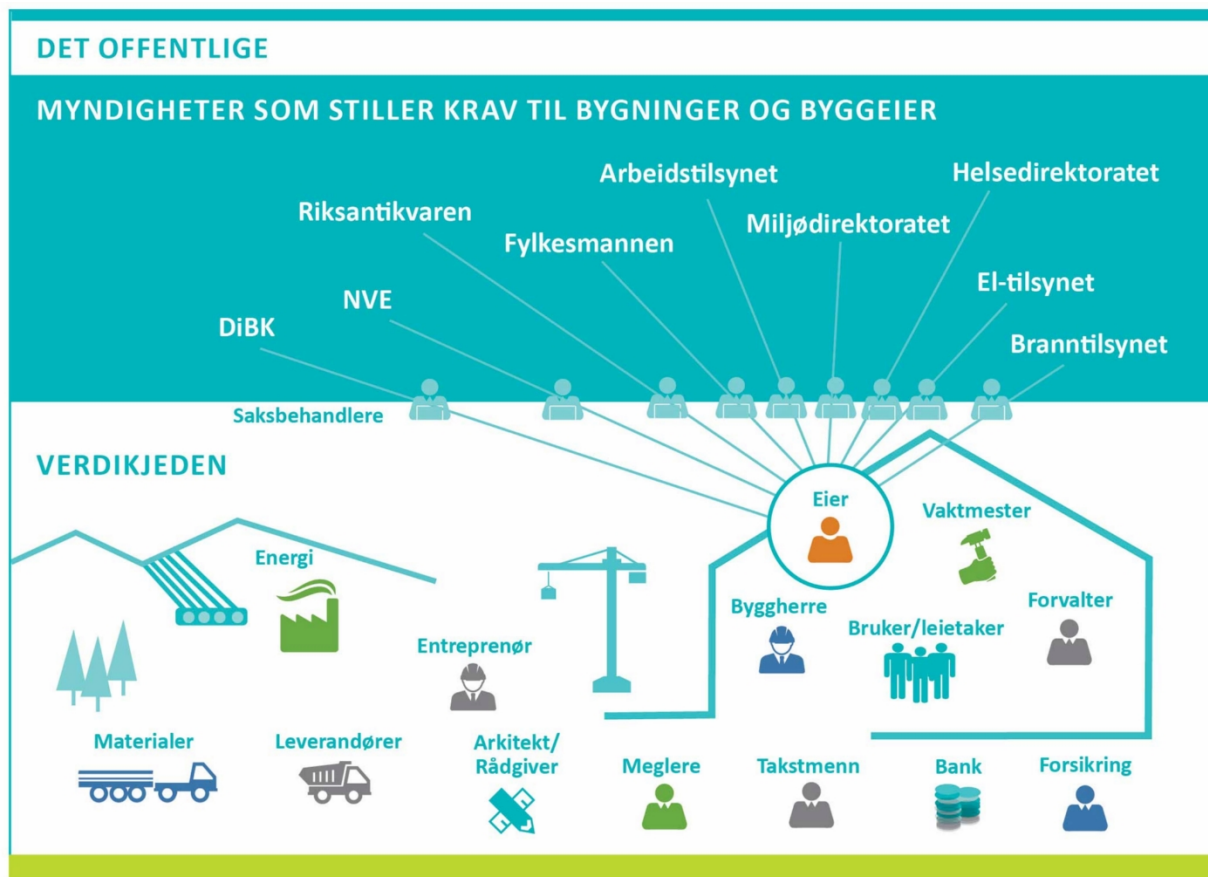 DET OFFENTLIGE
MYNDIGHETER SOM STILLER KRAV TIL BYGNINGER OG BYGGEIER
Arbeidstilsynet
Helsedirektoratet
Riksantikvaren
Miljødirektoratet
Fylkesmannen
El-tilsynet
NVE
DiBK
Branntilsynet
Saksbehandlere
VERDIKJEDEN
Eier
Vaktmester
Energi
Byggherre
Forvalter
Bruker/leietaker
Entreprenør
Materialer
Leverandører
Arkitekt/
Rådgiver
Meglere
Takstmenn
Bank
Forsikring